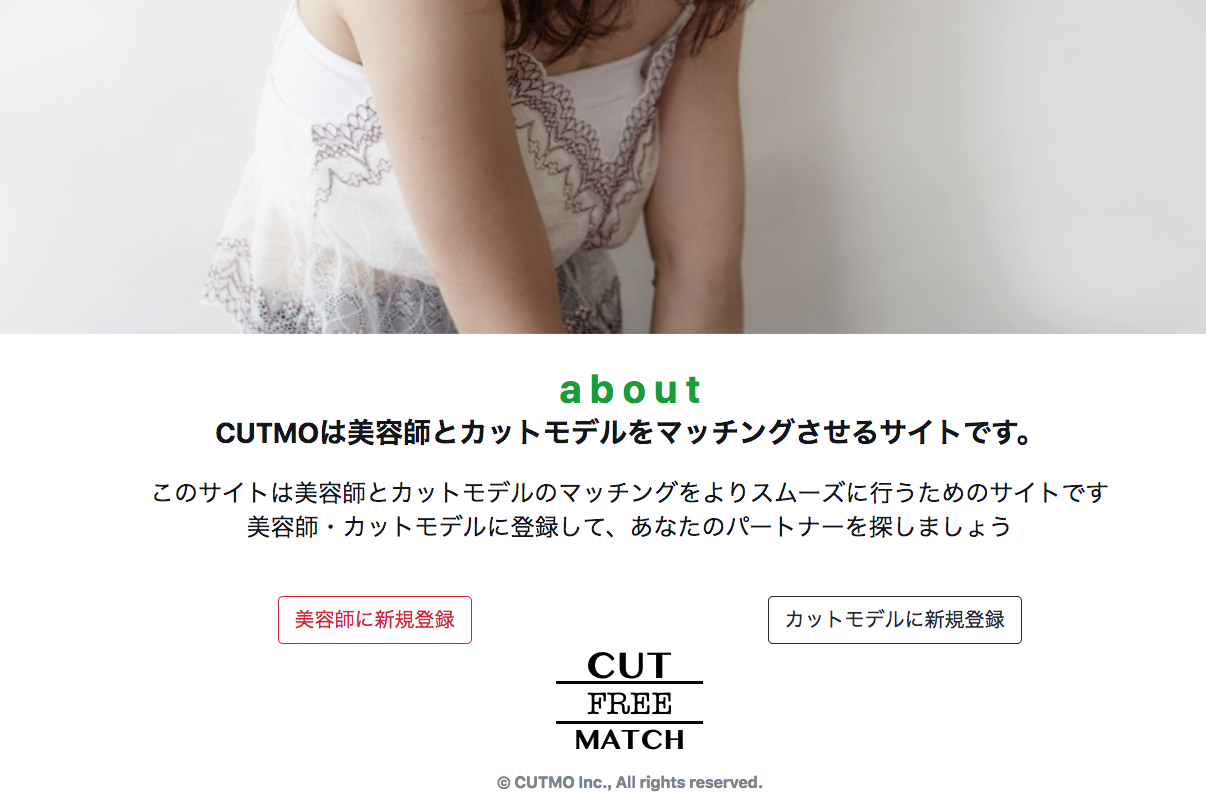 about
CUTMOは美容師とカットモデルをマッチングさせるサイトです。
このサイトは美容師とカットモデルのマッチングをよりスムーズに行うためのサイトです
美容師・カットモデルに登録して、あなたのパートナーを探しましょう
美容師に新規登録
カットモデルに新規登録
CUT
FREE
MATCH
© CUTMO Inc., All rights reserved.